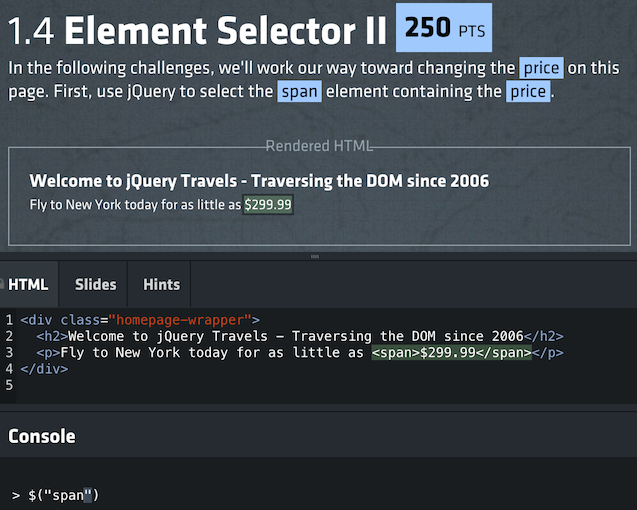 1.4 Element Selector II 250 PTS
In the following challenges, we'll work our way toward changing the price on this
page. First, use jQuery to select the span element containing the price.
Rendered HTML
Welcome to jQuery Travels - Traversing the DOM since 2006
Fly to New York today for as little as $299.99
HTML Slides Hints
1 <div class="homepage-wrapper">
2 <h2>Welcome to jQuery Travels - Traversing the DOM since 2006</h2>
3 <p>Fly to New York today for as little as <span>$299.99</span></p>
4 </div>
5
Console
> $("span")